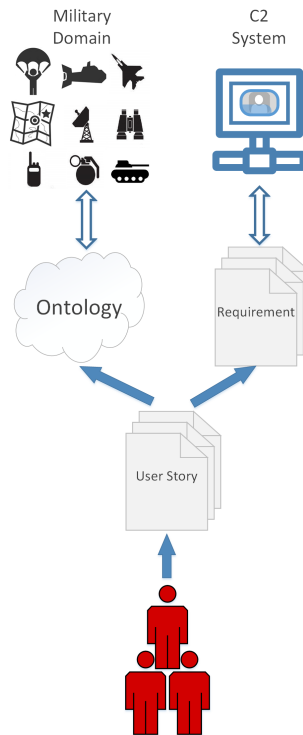 Military
Domain
C2
System
Ontology
Requirement
User Story